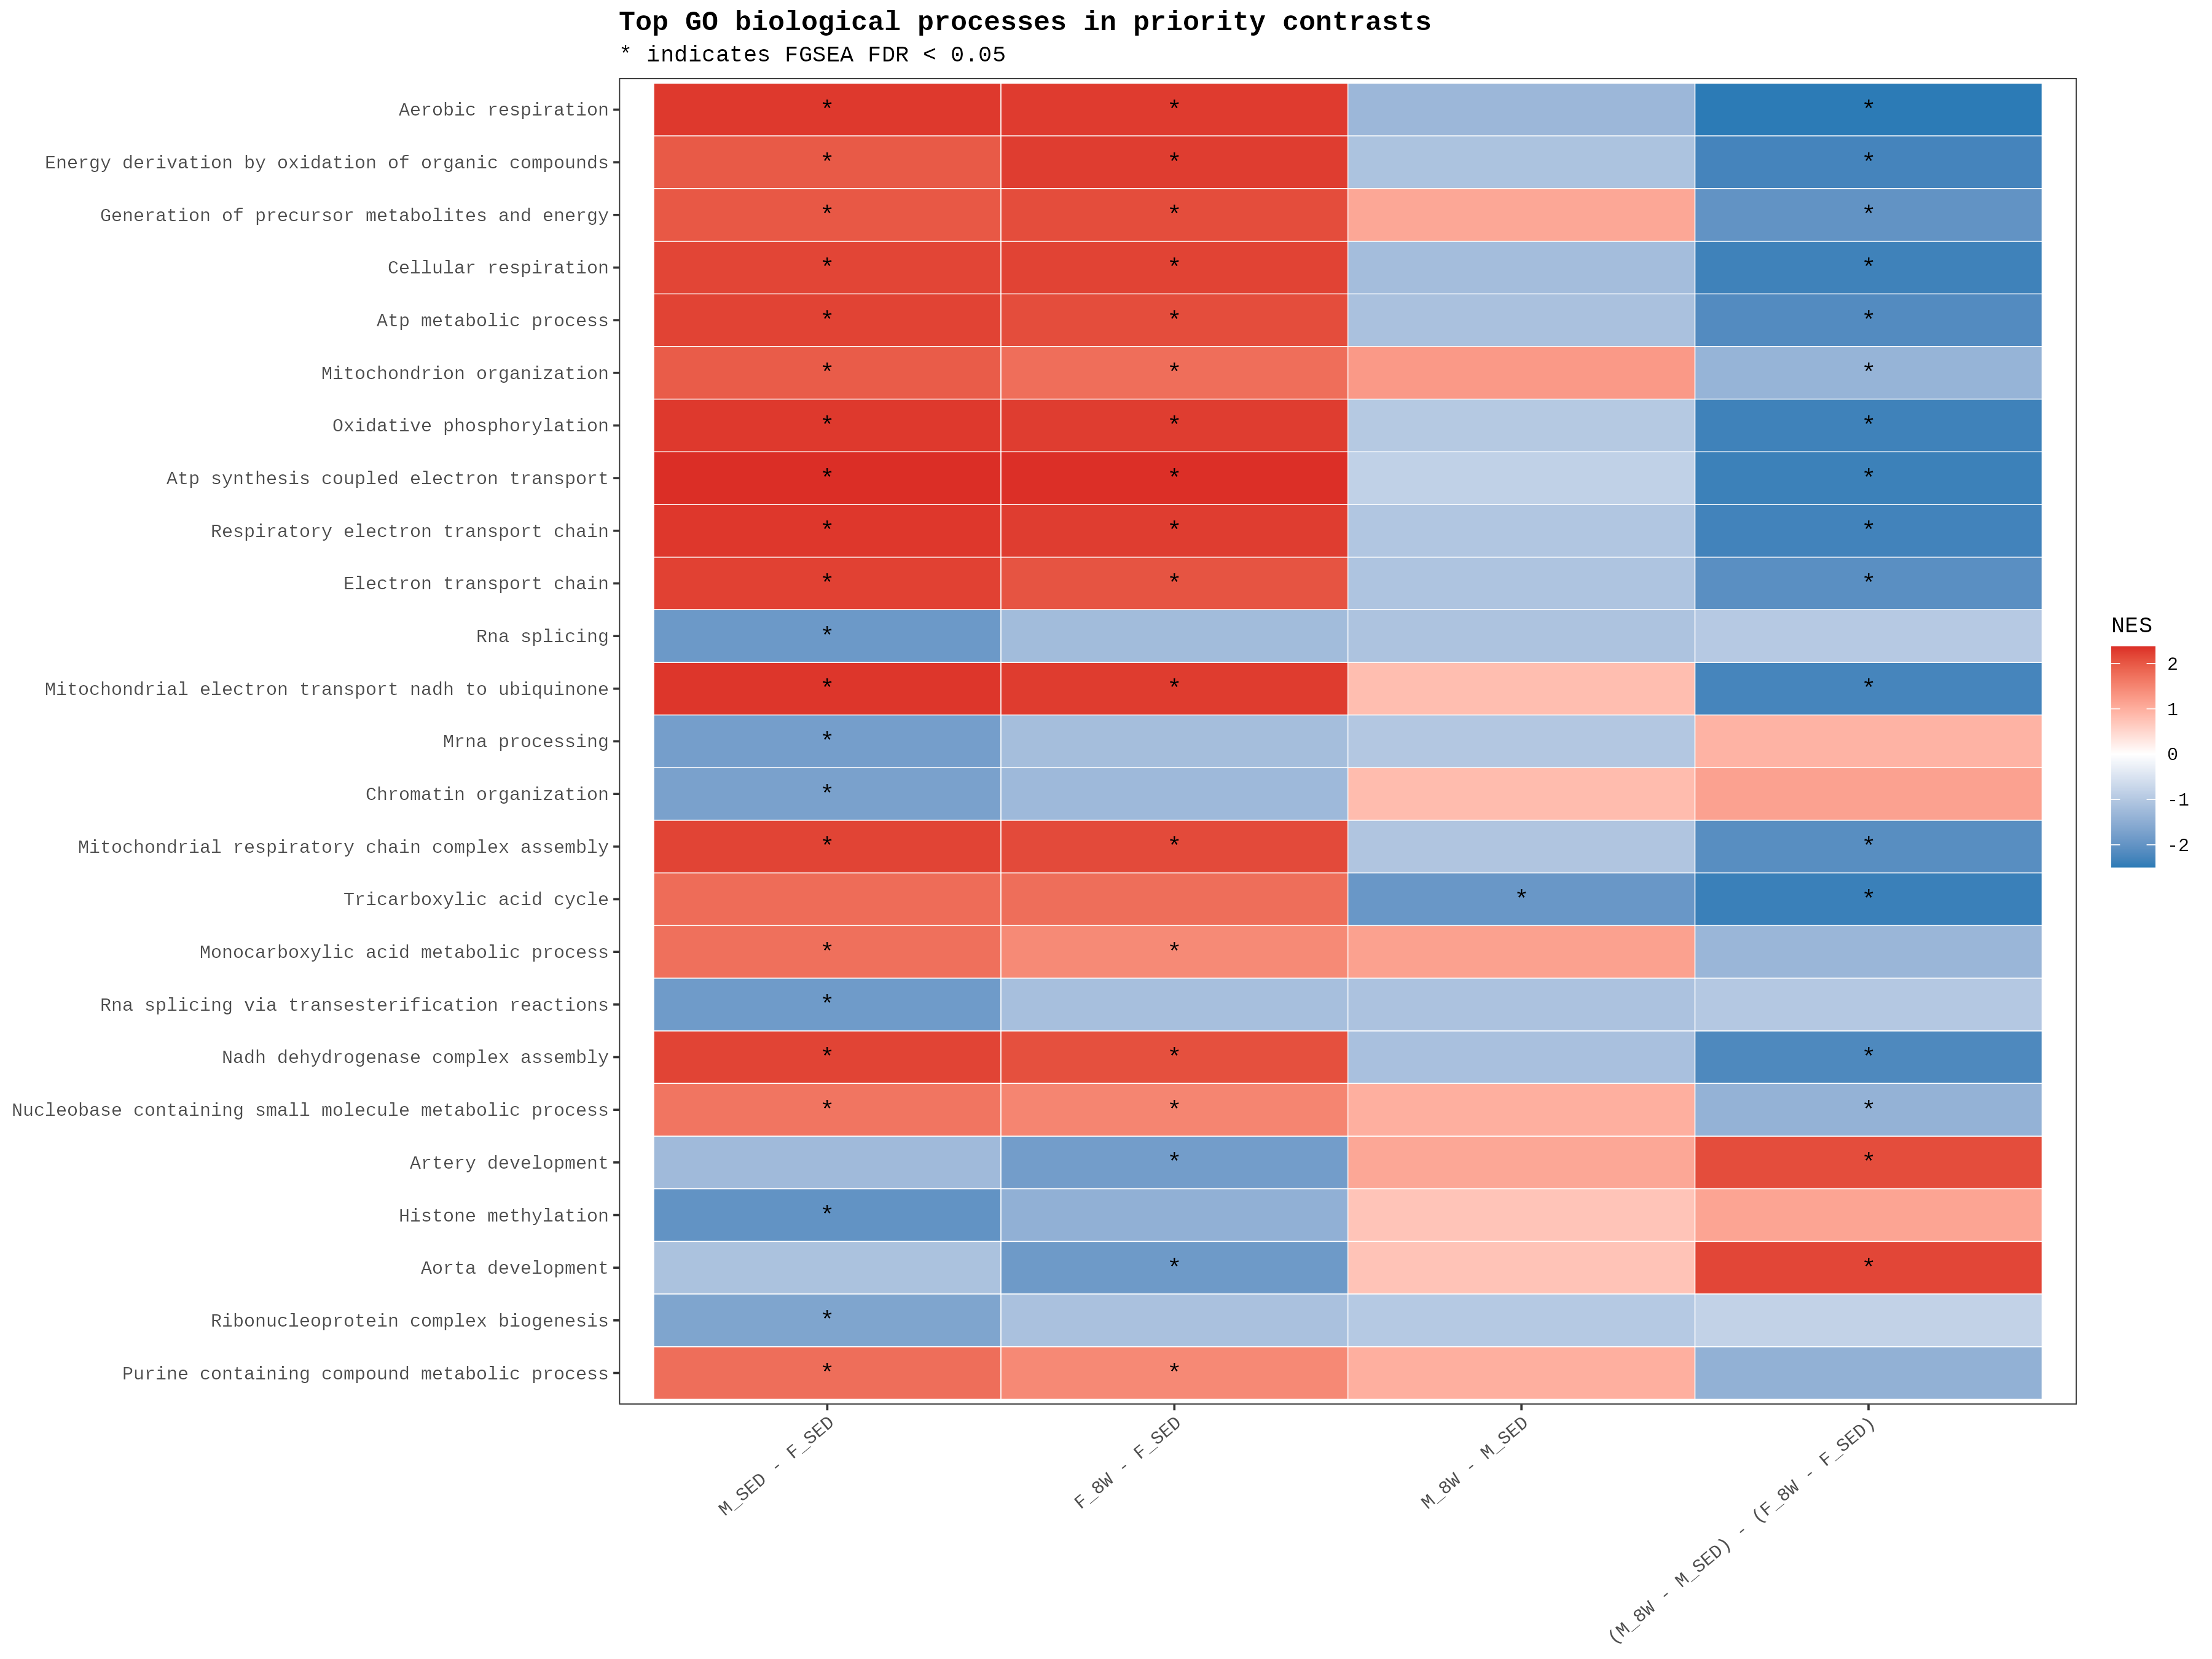 Top GO biological processes in priority contrasts
* indicates FGSEA FDR < 0.05
Aerobic respiration * * *
Energy derivation by oxidation of organic compounds * * *
Generation of precursor metabolites and energy * * *
Cellular respiration * * *
Atp metabolic process * * *
Mitochondrion organization * * *
Oxidative phosphorylation * * *
Atp synthesis coupled electron transport * * *
Respiratory electron transport chain * * *
Electron transport chain * * *
Rna splicing *
Mitochondrial electron transport nadh to ubiquinone * * *
Mrna processing *
Chromatin organization *
Mitochondrial respiratory chain complex assembly * * *
Tricarboxylic acid cycle * *
Monocarboxylic acid metabolic process * *
Rna splicing via transesterification reactions *
Nadh dehydrogenase complex assembly * * *
Nucleobase containing small molecule metabolic process * * *
Artery development * *
Histone methylation *
Aorta development * *
Ribonucleoprotein complex biogenesis *
Purine containing compound metabolic process * *
M_SED - F_SED
F_8W - F_SED
M_8W - M_SED
(M_8W - M_SED) - (F_8W - F_SED)
NES
2
1
0
-1
-2